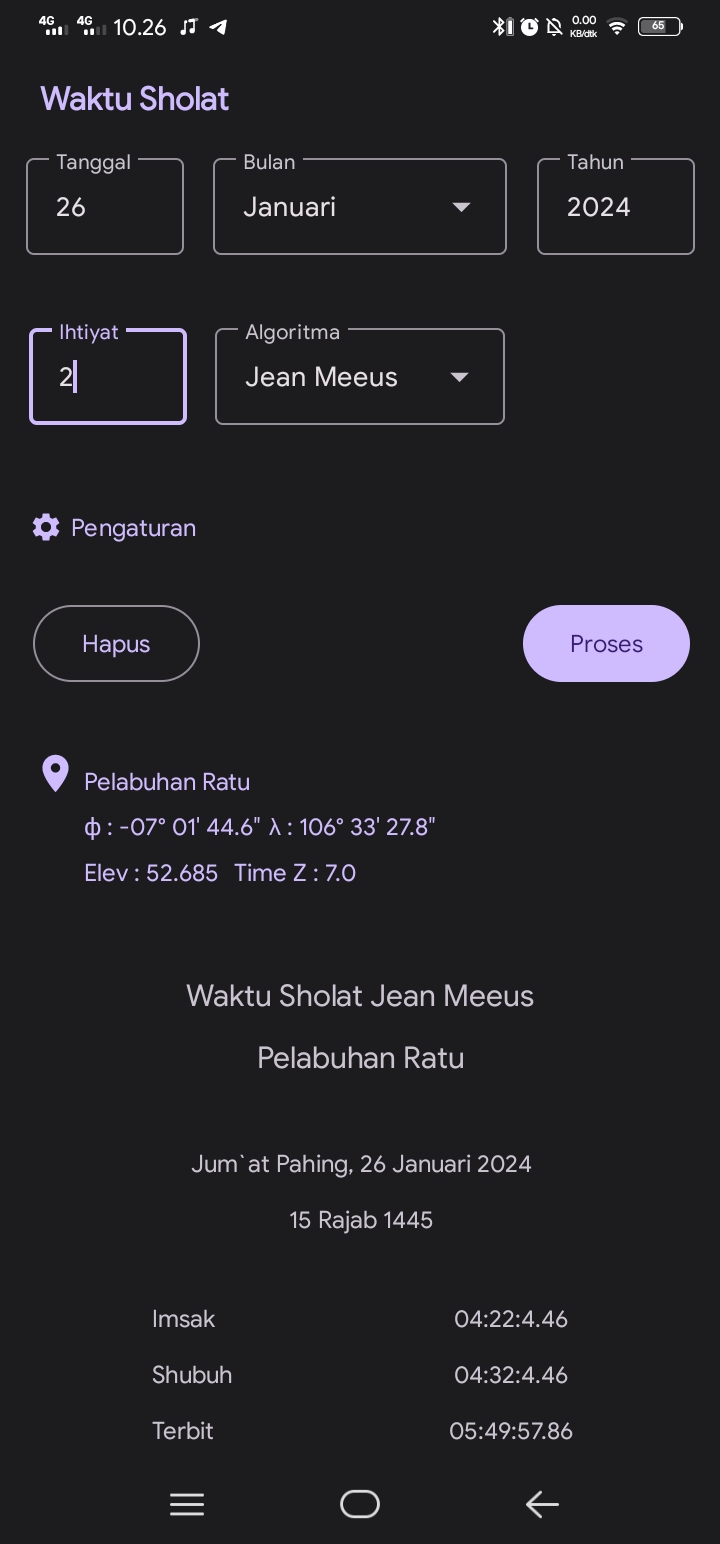 4G 4G 10.26 0.00 KB/dtk 65
Waktu Sholat
Tanggal Bulan Tahun
26 Januari 2024
Ihtiyat Algoritma
2 Jean Meeus
Pengaturan
Hapus Proses
Pelabuhan Ratu
ϕ : -07° 01' 44.6" λ : 106° 33' 27.8"
Elev : 52.685 Time Z : 7.0
Waktu Sholat Jean Meeus
Pelabuhan Ratu
Jum`at Pahing, 26 Januari 2024
15 Rajab 1445
Imsak 04:22:4.46
Shubuh 04:32:4.46
Terbit 05:49:57.86